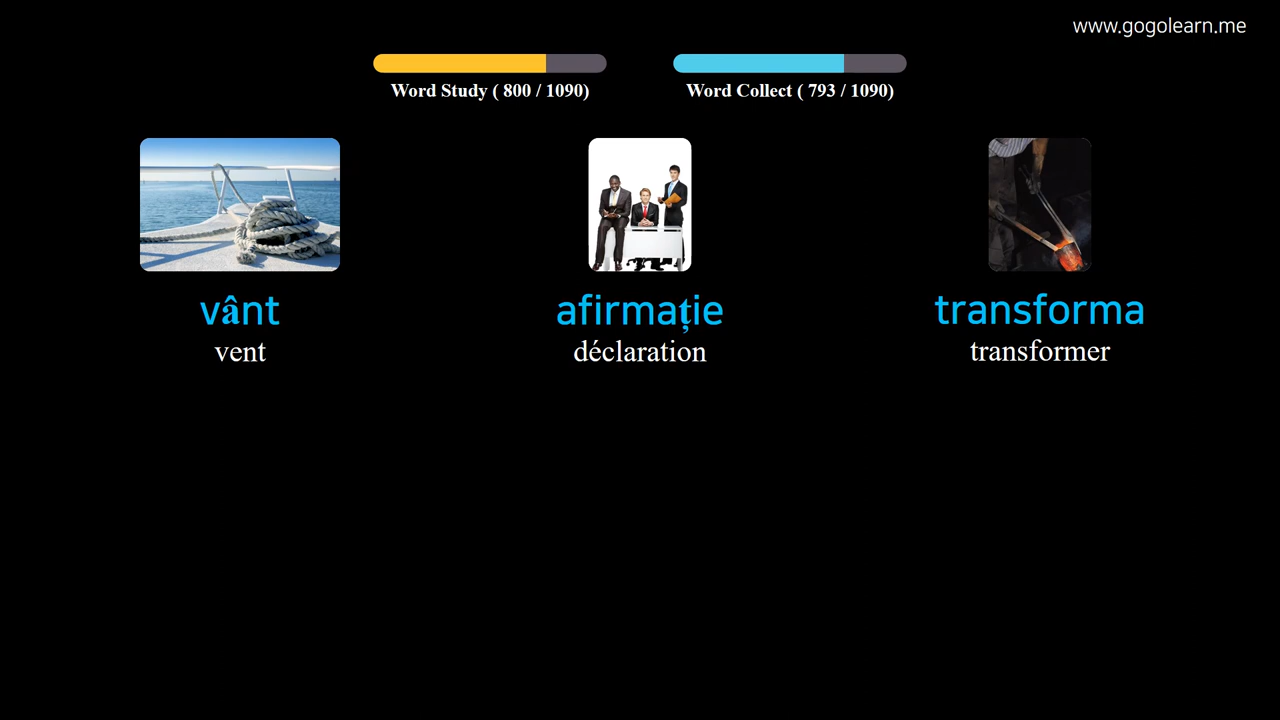 www.gogolearn.me
Word Study ( 800 / 1090)
Word Collect ( 793 / 1090)
vânt
vent
afirmație
déclaration
transforma
transformer